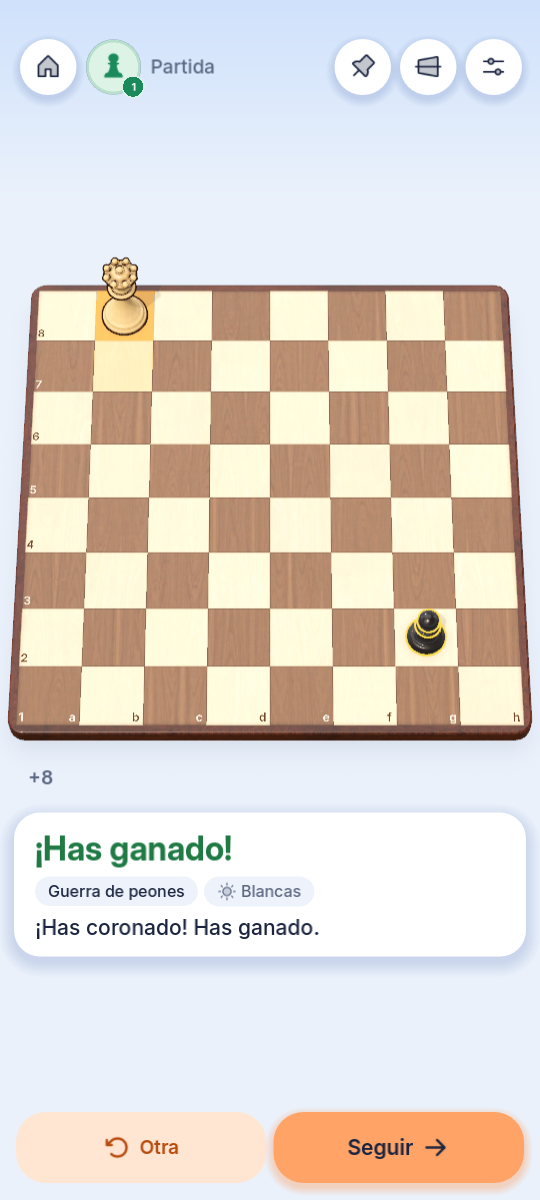 1
Partida
8
7
6
5
4
3
2
1 a b c d e f g h
+8
¡Has ganado!
Guerra de peones
Blancas
¡Has coronado! Has ganado.
Otra
Seguir